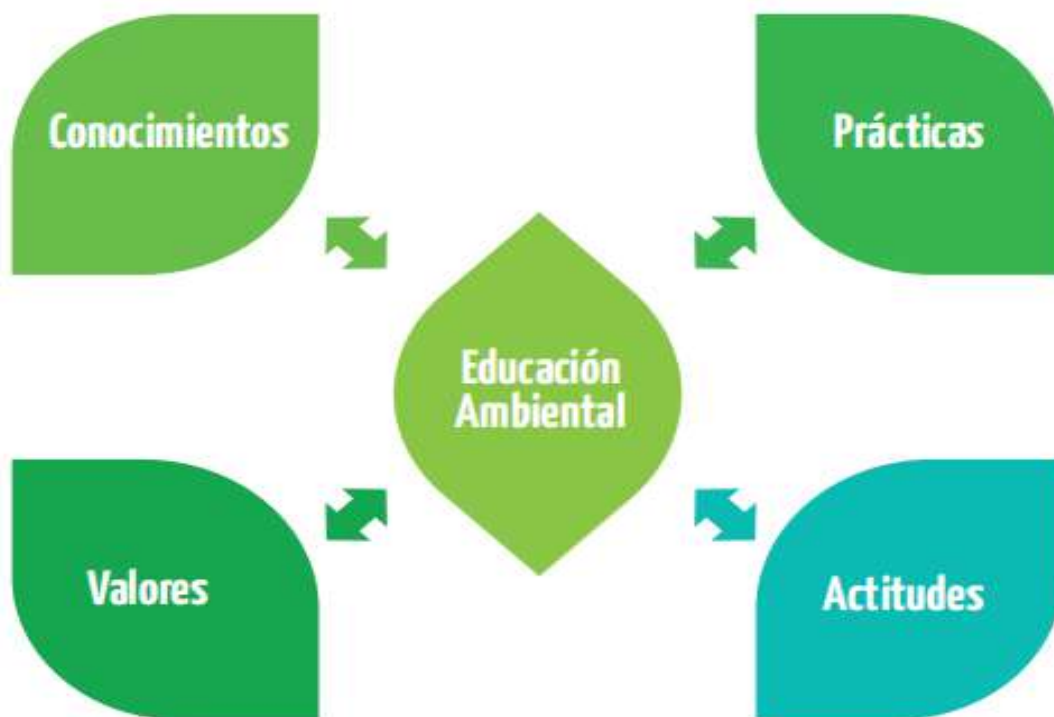 Conocimientos
Prácticas
Educación
Ambiental
Valores
Actitudes